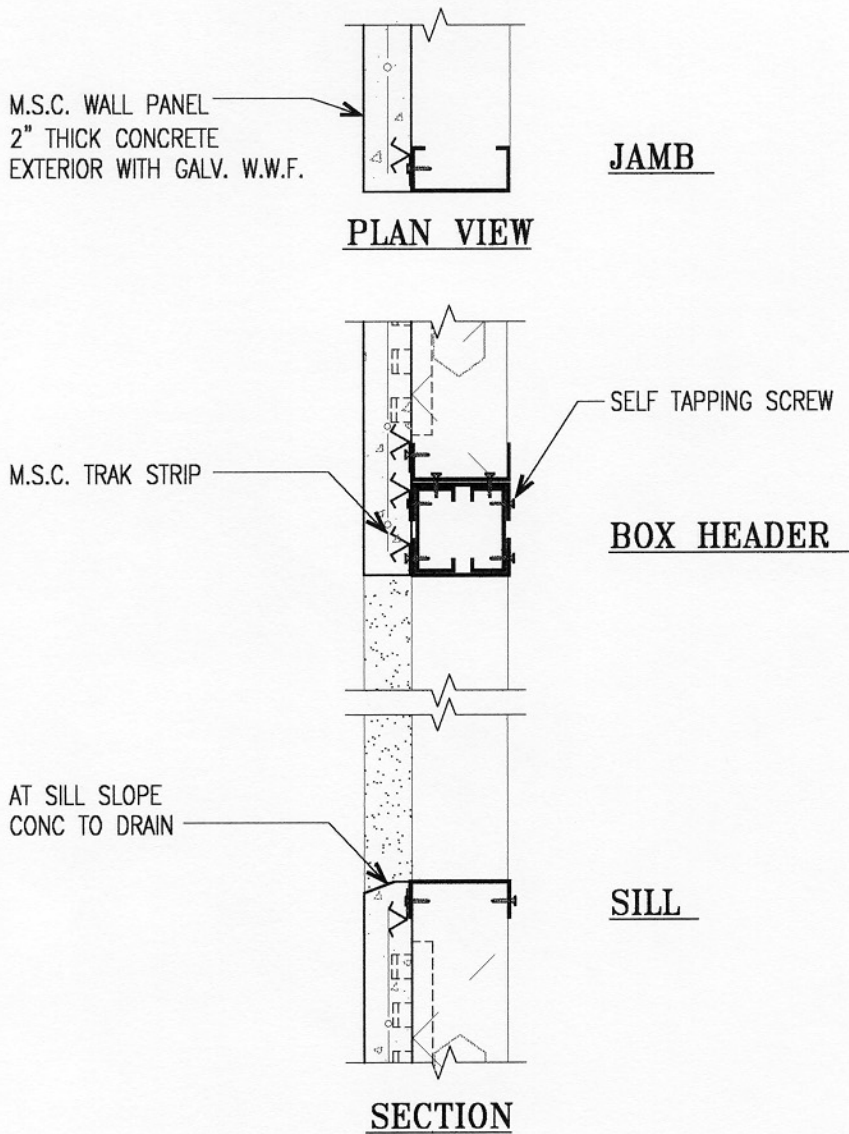 M.S.C. WALL PANEL
2" THICK CONCRETE
EXTERIOR WITH GALV. W.W.F.
JAMB
PLAN VIEW
SELF TAPPING SCREW
M.S.C. TRAK STRIP
BOX HEADER
AT SILL SLOPE
CONC TO DRAIN
SILL
SECTION